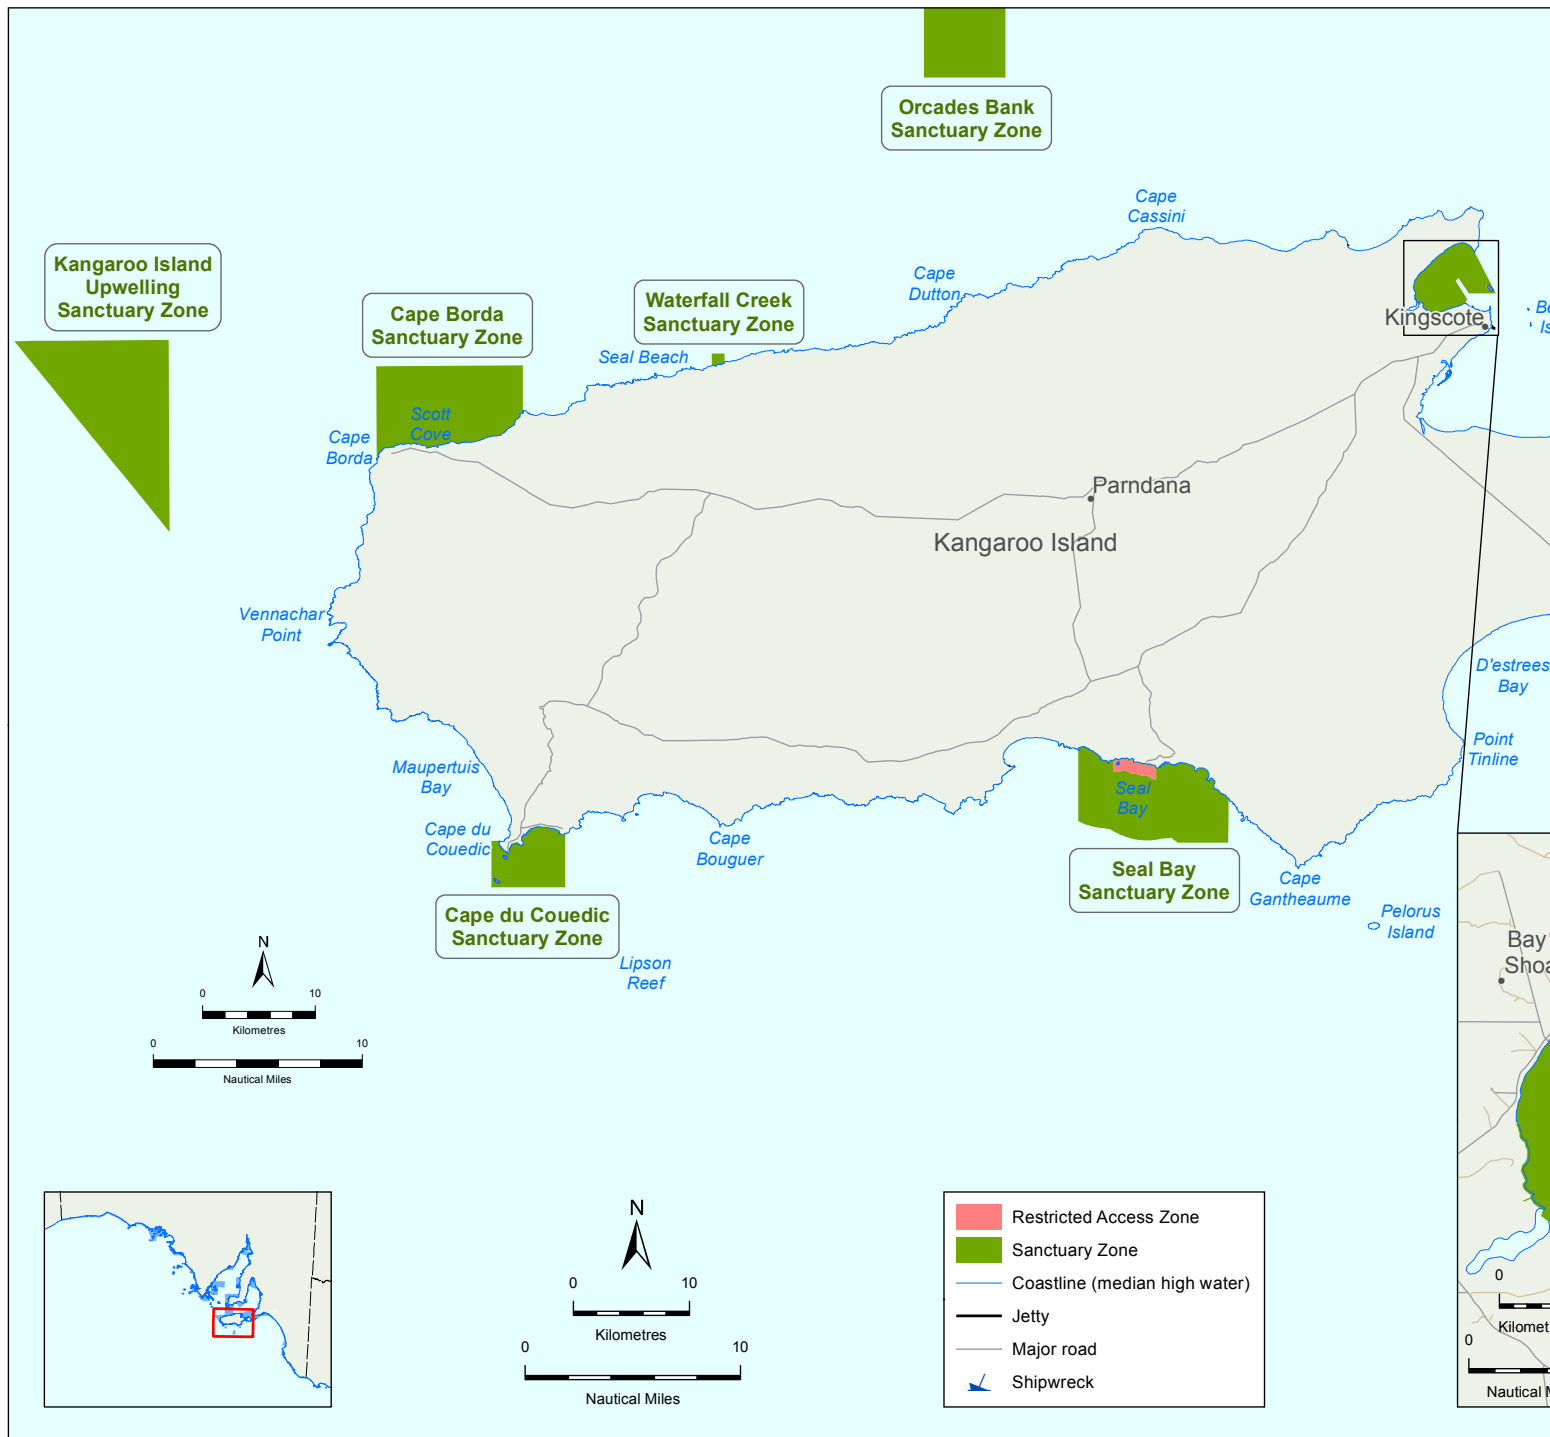 Orcades Bank
Sanctuary Zone
Cape
Cassini
Kangaroo Island
Upwelling
Sanctuary Zone
Cape
Dutton
Waterfall Creek
Sanctuary Zone
Cape Borda
Sanctuary Zone
Seal Beach
Kingscote
Scott
Cove
Cape
Borda
Parndana
Kangaroo Island
Vennachar
Point
D'estrees
Bay
Point
Tinline
Maupertuis
Bay
Seal
Bay
Cape du
Couedic
Cape
Bouguer
Seal Bay
Sanctuary Zone
Cape
Gantheaume
Cape du Couedic
Sanctuary Zone
Pelorus
Island
Lipson
Reef
N
0 10
Kilometres
0 10
Nautical Miles
Bay'
Shoa
N
0 10
Kilometres
0 10
Nautical Miles
Restricted Access Zone
Sanctuary Zone
Coastline (median high water)
Jetty
Major road
Shipwreck
0
Kilomet
0
Nautical